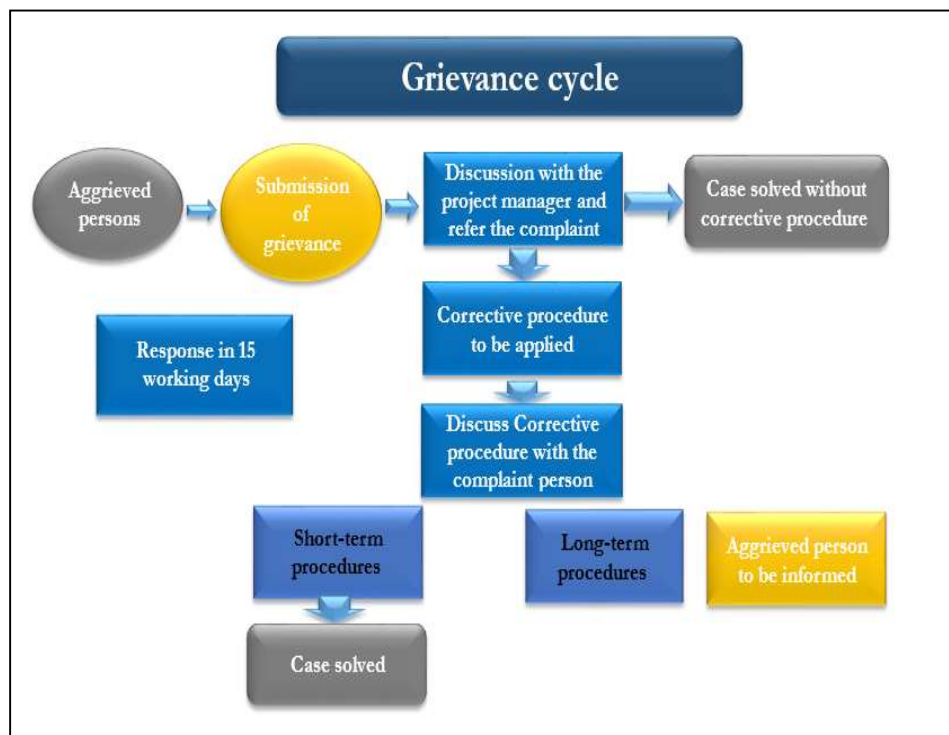 Grievance cycle
Aggrieved
persons
Submission
of
grievance
Discussion with the
project manager and
refer the complaint
Case solved without
corrective procedure
Corrective procedure
to be applied
Response in 15
working days
Discuss Corrective
procedure with the
complaint person
Short-term
procedures
Long-term
procedures
Aggrieved person
to be informed
Case solved